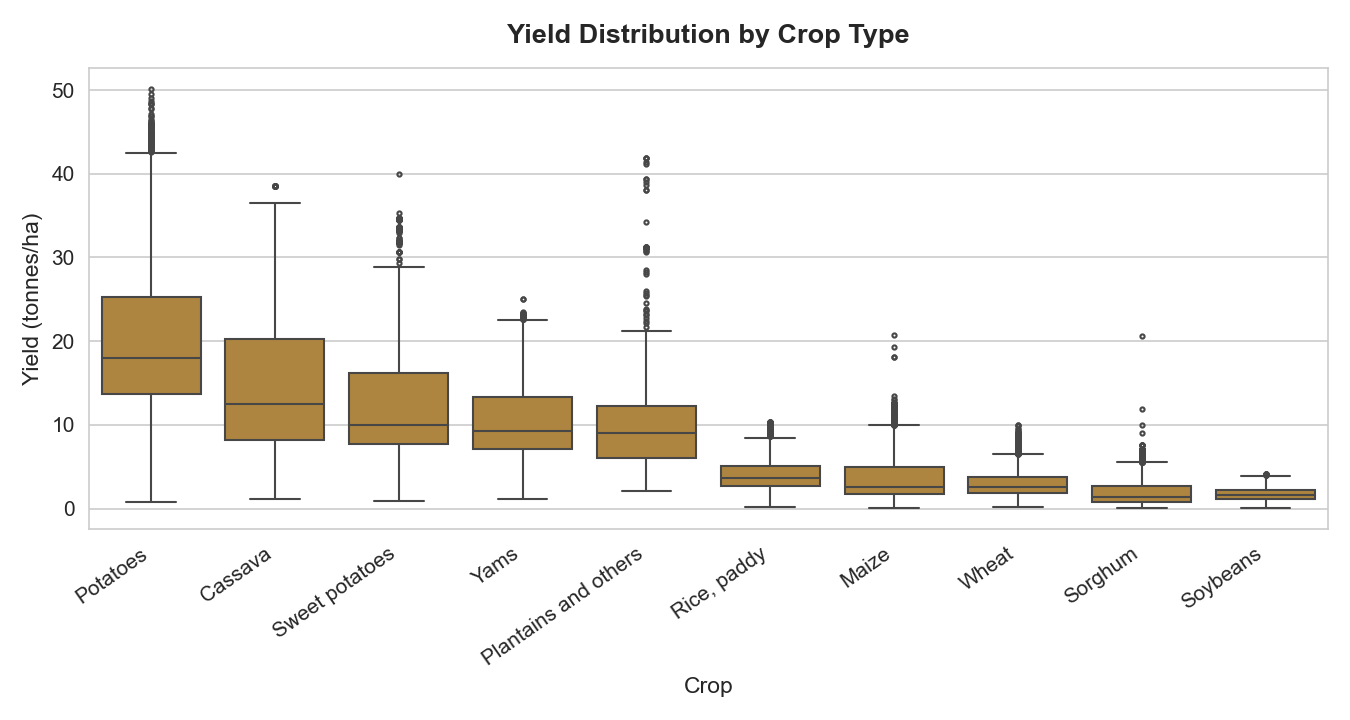 Yield Distribution by Crop Type
Yield (tonnes/ha)
50
40
30
20
10
0
Potatoes
Cassava
Sweet potatoes
Yams
Plantains and others
Rice, paddy
Maize
Wheat
Sorghum
Soybeans
Crop